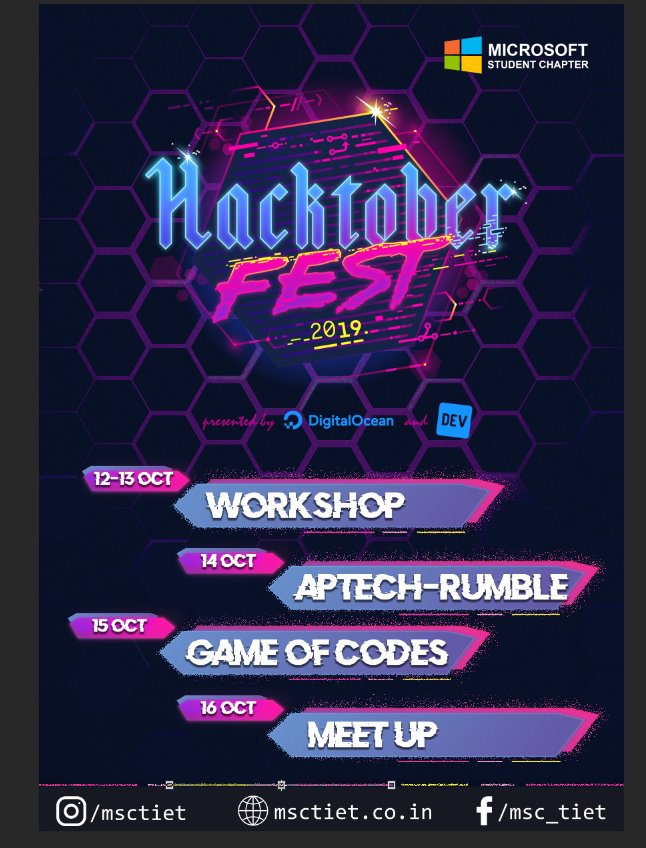 MICROSOFT
STUDENT CHAPTER
Hacktober
FEST
2019.
presented by DigitalOcean and DEV
12-13 OCT
WORKSHOP
14 OCT
APTECH-RUMBLE
15 OCT
GAME OF CODES
16 OCT
MEET UP
/msctiet msctiet.co.in /msc_tiet